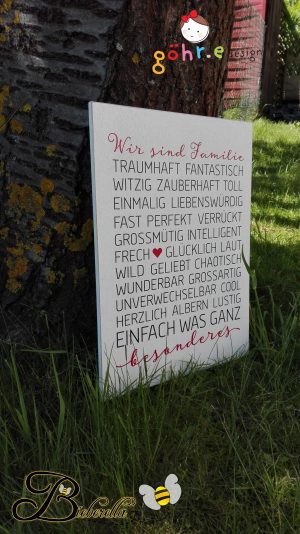 göhr.e design
Wir sind Familie
TRAUMHAFT FANTASTISCH
WITZIG ZAUBERHAFT TOLL
EINMALIG LIEBENSWÜRDIG
FAST PERFEKT VERRÜCKT
GROSSMÜTIG INTELLIGENT
FRECH♥GLÜCKLICH LAUT
WILD GELIEBT CHAOTISCH
WUNDERBAR GROSSARTIG
UNVERWECHSELBAR COOL
HERZLICH ALBERN LUSTIG
EINFACH WAS GANZ
besonderes
Bieberella